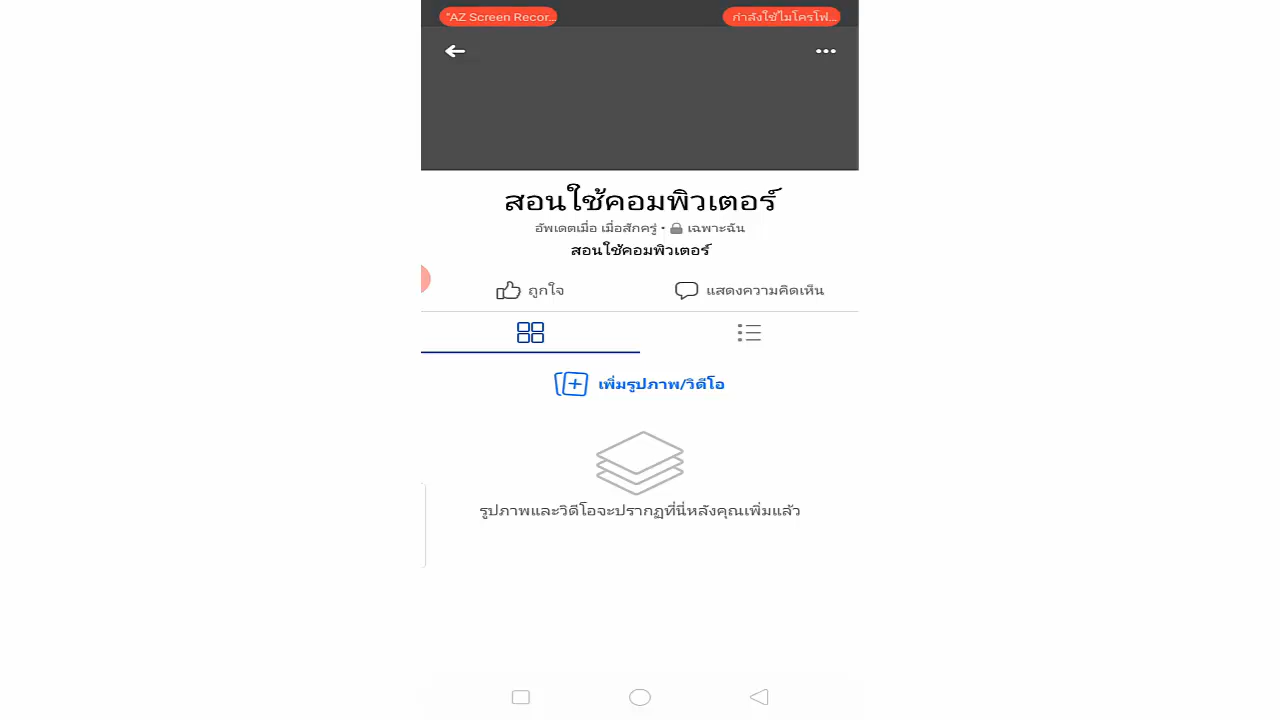 "AZ Screen Recor...
กำลังใช้ไมโครโฟ...
สอนใช้คอมพิวเตอร์
อัพเดตเมื่อ เมื่อสักครู่ • เฉพาะฉัน
สอนใช้คอมพิวเตอร์
ถูกใจ
แสดงความคิดเห็น
เพิ่มรูปภาพ/วิดีโอ
รูปภาพและวิดีโอจะปรากฏที่นี่หลังคุณเพิ่มแล้ว